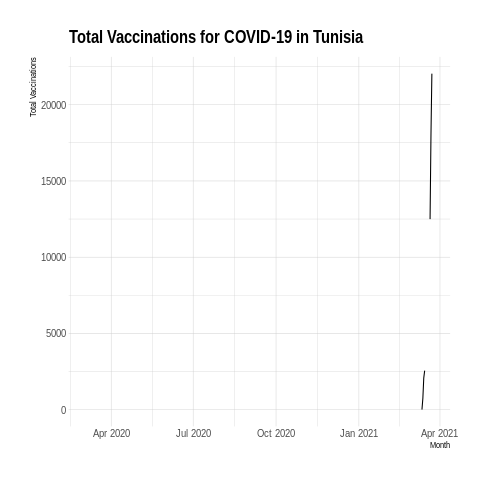 Total Vaccinations for COVID-19 in Tunisia
Total Vaccinations
20000
15000
10000
5000
0
Apr 2020 Jul 2020 Oct 2020 Jan 2021 Apr 2021
Month